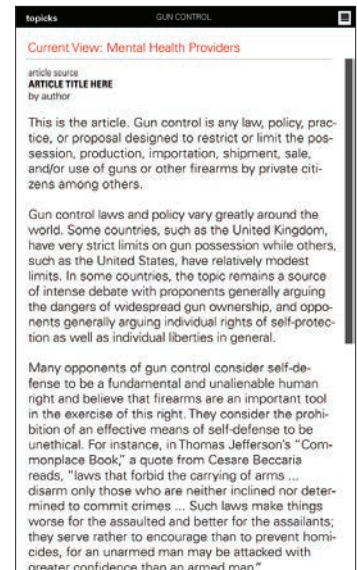 topicks
GUN CONTROL
Current View: Mental Health Providers
article source
ARTICLE TITLE HERE
by author
This is the article. Gun control is any law, policy, prac-
tice, or proposal designed to restrict or limit the pos-
session, production, importation, shipment, sale,
and/or use of guns or other firearms by private citi-
zens among others.
Gun control laws and policy vary greatly around the
world. Some countries, such as the United Kingdom,
have very strict limits on gun possession while others,
such as the United States, have relatively modest
limits. In some countries, the topic remains a source
of intense debate with proponents generally arguing
the dangers of widespread gun ownership, and oppo-
nents generally arguing individual rights of self-protec-
tion as well as individual liberties in general.
Many opponents of gun control consider self-de-
fense to be a fundamental and unalienable human
right and believe that firearms are an important tool
in the exercise of this right. They consider the prohi-
bition of an effective means of self-defense to be
unethical. For instance, in Thomas Jefferson's "Com-
monplace Book," a quote from Cesare Beccaria
reads, "laws that forbid the carrying of arms ...
disarm only those who are neither inclined nor deter-
mined to commit crimes ... Such laws make things
worse for the assaulted and better for the assailants;
they serve rather to encourage than to prevent homi-
cides, for an unarmed man may be attacked with
greater confidence than an armed man."